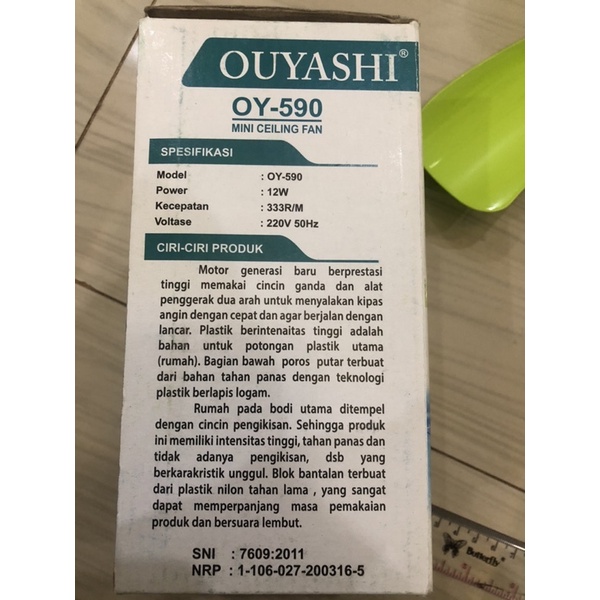 OUYASHI®
OY-590
MINI CEILING FAN
SPESIFIKASI
Model : OY-590
Power : 12W
Kecepatan : 333R/M
Voltase : 220V 50Hz
CIRI-CIRI PRODUK
Motor generasi baru berprestasi
tinggi memakai cincin ganda dan alat
penggerak dua arah untuk menyalakan kipas
angin dengan cepat dan agar berjalan dengan
lancar. Plastik berintenaitas tinggi adalah
bahan untuk potongan plastik utama
(rumah). Bagian bawah poros putar terbuat
dari bahan tahan panas dengan teknologi
plastik berlapis logam.
Rumah pada bodi utama ditempel
dengan cincin pengikisan. Sehingga produk
ini memiliki intensitas tinggi, tahan panas dan
tidak adanya pengikisan, dsb yang
berkarakristik unggul. Blok bantalan terbuat
dari plastik nilon tahan lama , yang sangat
dapat memperpanjang masa pemakaian
produk dan bersuara lembut.
SNI : 7609:2011
NRP : 1-106-027-200316-5
Butterfly